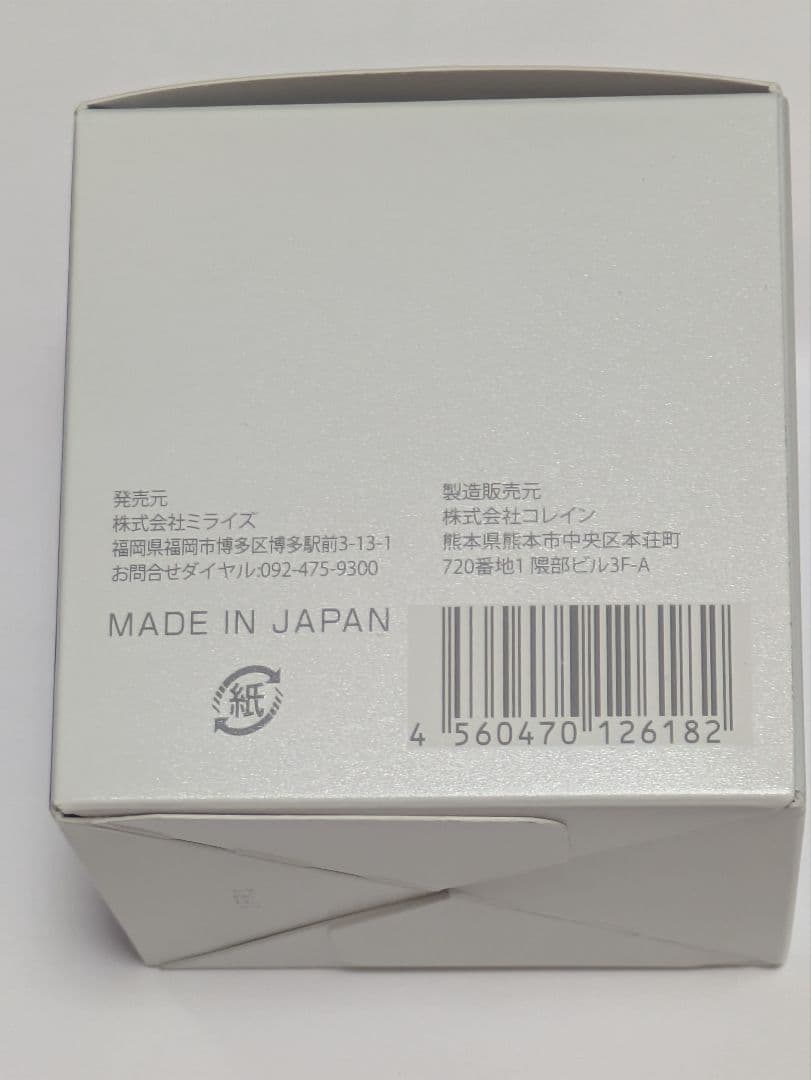 発売元
株式会社ミライズ
福岡県福岡市博多区博多駅前3-13-1
お問合せダイヤル:092-475-9300
製造販売元
株式会社コレイン
熊本県熊本市中央区本荘町
720番地1 隈部ビル3F-A
MADE IN JAPAN
紙
4 560470 126182